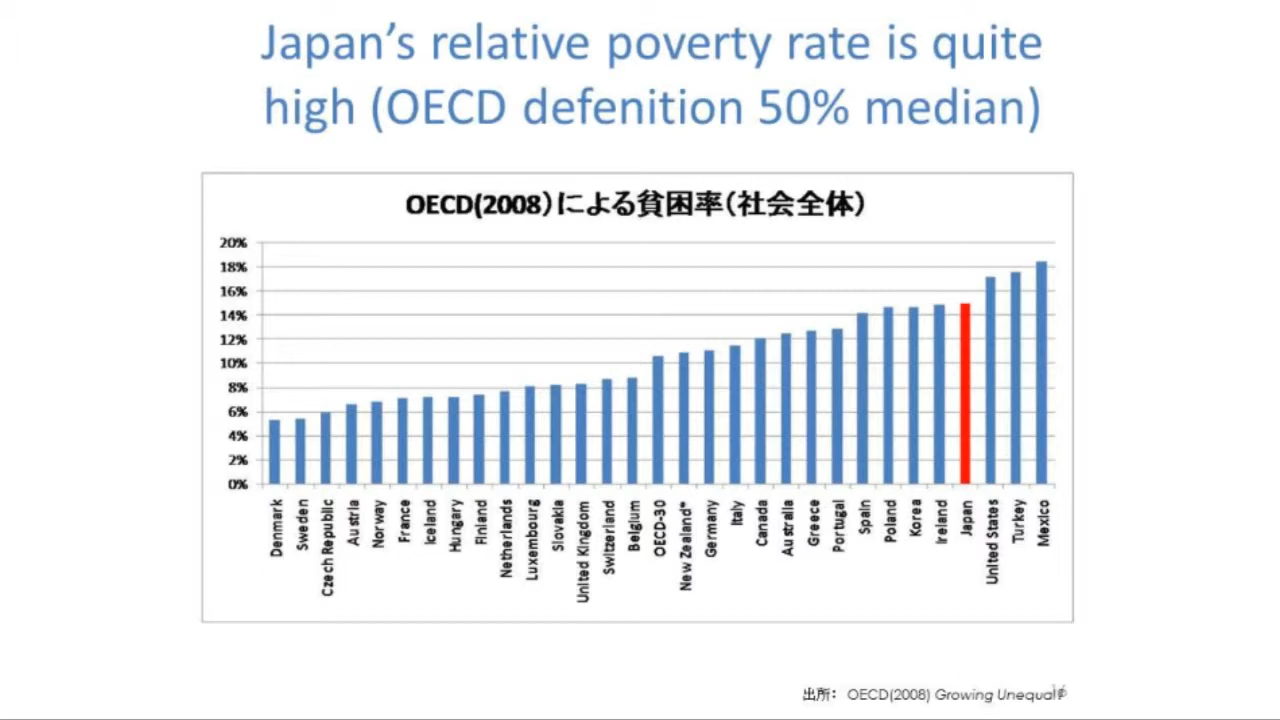 Japan's relative poverty rate is quite
high (OECD defenition 50% median)
OECD(2008)による貧困率(社会全体)
20%
18%
16%
14%
12%
10%
8%
6%
4%
2%
0%
Denmark
Sweden
Czech Republic
Austria
Norway
France
Iceland
Hungary
Finland
Netherlands
Luxembourg
Slovakia
United Kingdom
Switzerland
Belgium
OECD-30
New Zealand*
Germany
Italy
Canada
Australia
Greece
Portugal
Spain
Poland
Korea
Ireland
Japan
United States
Turkey
Mexico
出所: OECD(2008) Growing Unequal?
16